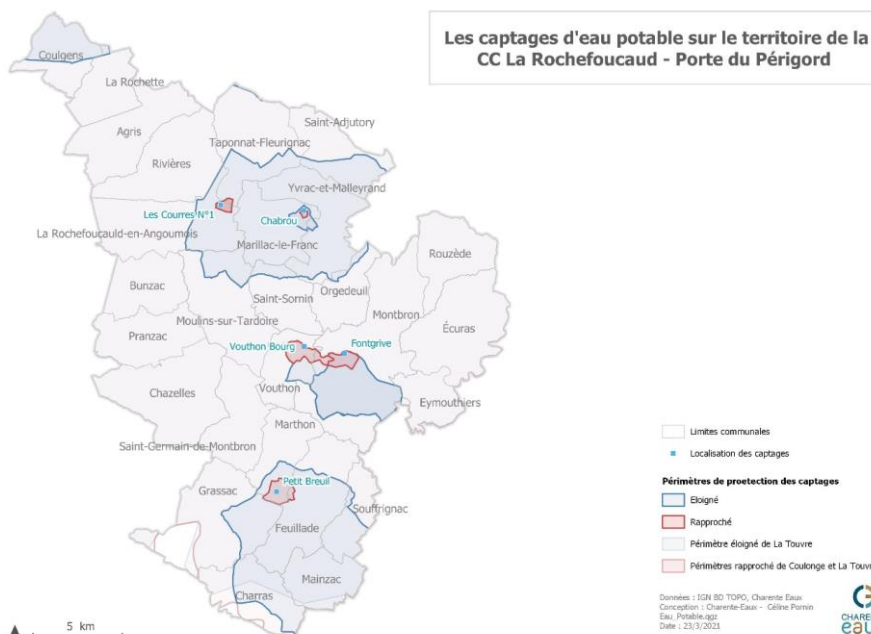 Les captages d'eau potable sur le territoire de la
CC La Rochefoucaud - Porte du Périgord
Coulgens
La Rochette
Saint-Adjutory
Agris
Taponnat-Fleurignac
Rivières
Yvrac-et-Malleyrand
Les Courres N°1
Chabrou
La Rochefoucauld-en-Angoumois
Marillac-le-Franc
Rouzède
Bunzac
Orgedeuil
Saint-Sornin
Montbron
Moulins-sur-Tardoire
Écuras
Pranzac
Vouthon Bourg
Fontgrive
Vouthon
Chazelles
Eymouthiers
Marthon
Saint-Germain-de-Montbron
Petit Breuil
Grassac
Souffrignac
Feuillade
Mainzac
Charras
5 km
Limites communales
Localisation des captages
Périmètres de proetection des captages
Eloigné
Rapproché
Périmètre éloigné de La Touvre
Périmètres rapproché de Coulonge et La Touvr
Données : IGN BD TOPO, Charente Eaux
Conception : Charente-Eaux - Céline Pornin
Eau_Potable.qgz
Date : 23/3/2021
CHARENTE
eau